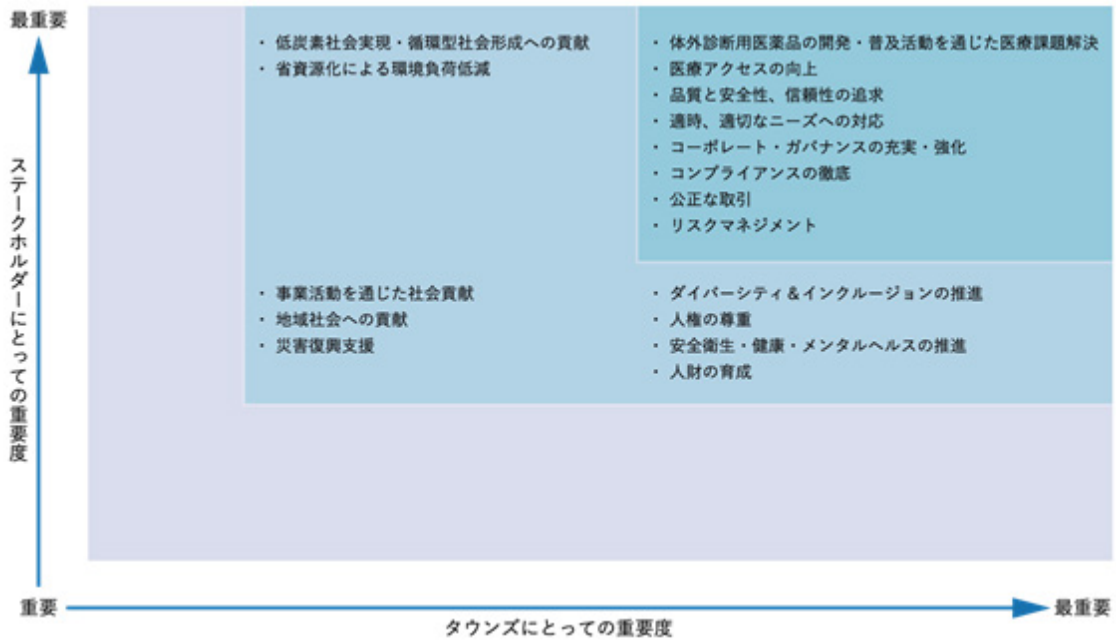 最重要
ステークホルダーにとっての重要度
・ 低炭素社会実現・循環型社会形成への貢献
・ 省資源化による環境負荷低減
・ 体外診断用医薬品の開発・普及活動を通じた医療課題解決
・ 医療アクセスの向上
・ 品質と安全性、信頼性の追求
・ 適時、適切なニーズへの対応
・ コーポレート・ガバナンスの充実・強化
・ コンプライアンスの徹底
・ 公正な取引
・ リスクマネジメント
・ 事業活動を通じた社会貢献
・ 地域社会への貢献
・ 災害復興支援
・ ダイバーシティ＆インクルージョンの推進
・ 人権の尊重
・ 安全衛生・健康・メンタルヘルスの推進
・ 人財の育成
重要
タウンズにとっての重要度
最重要